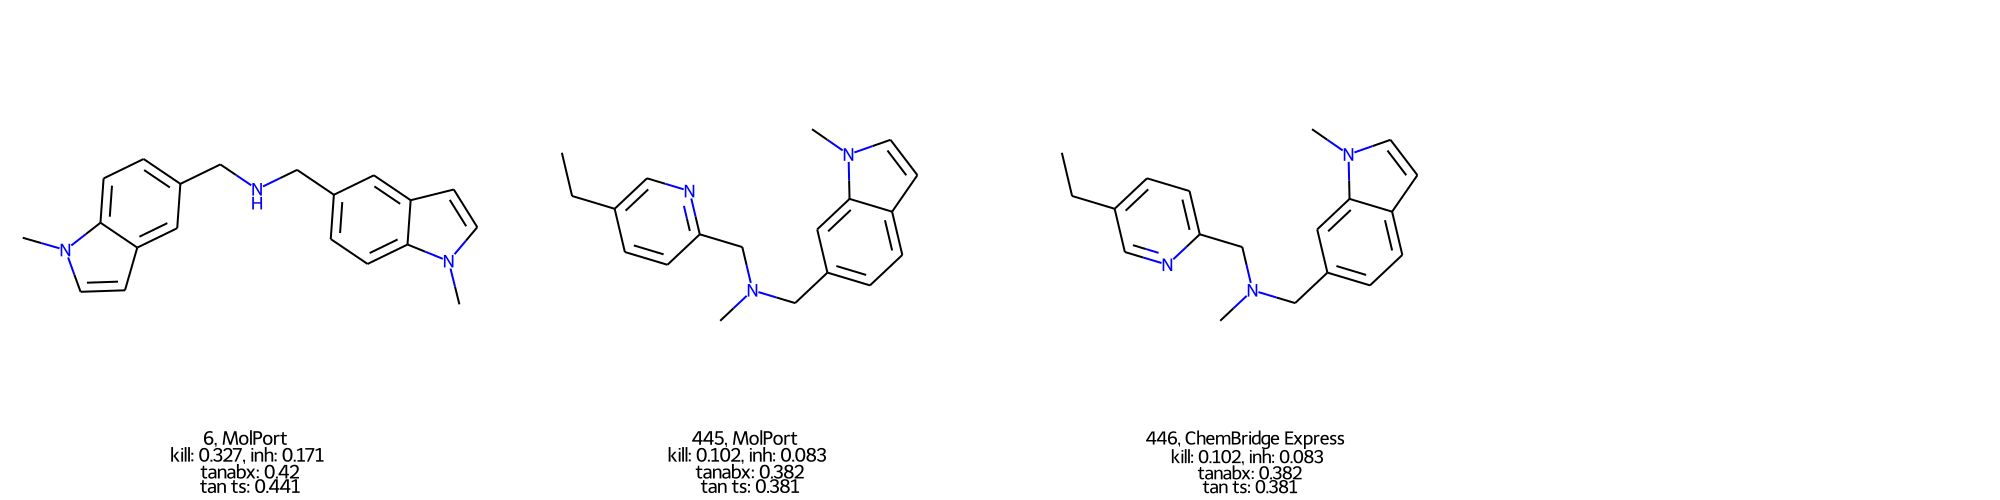 N
N
H
N
N
N
N
N
N
N
6, MolPort
kill: 0.327, inh: 0.171
tanabx: 0.42
tan ts: 0.441
445, MolPort
kill: 0.102, inh: 0.083
tanabx: 0.382
tan ts: 0.381
446, ChemBridge Express
kill: 0.102, inh: 0.083
tanabx: 0.382
tan ts: 0.381